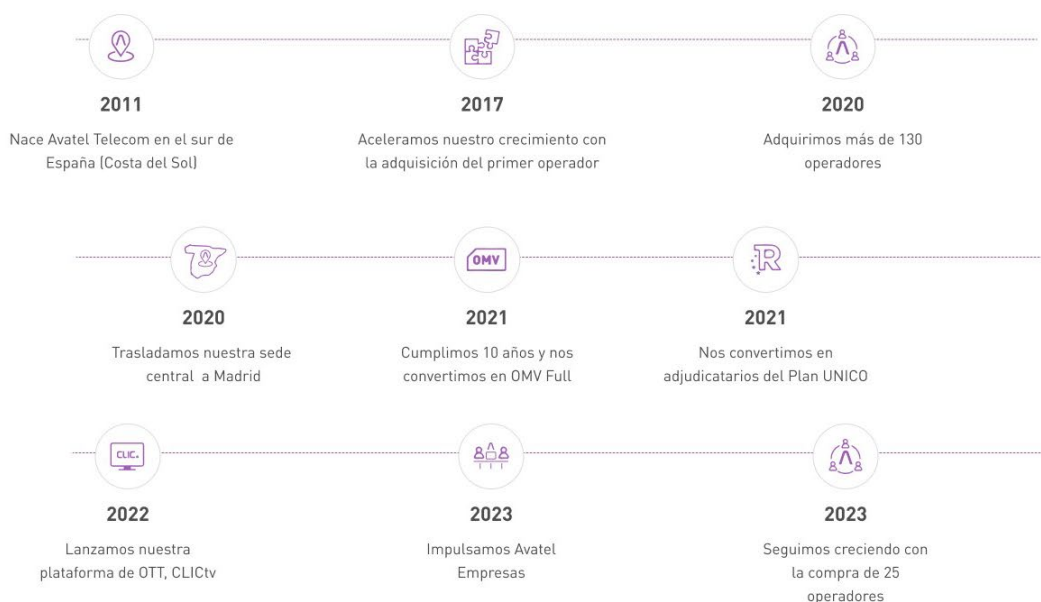 2011
Nace Avatel Telecom en el sur de
España (Costa del Sol)
2017
Aceleramos nuestro crecimiento con
la adquisición del primer operador
2020
Adquirimos más de 130
operadores
2020
Trasladamos nuestra sede
central a Madrid
OMV
2021
Cumplimos 10 años y nos
convertimos en OMV Full
R
2021
Nos convertimos en
adjudicatarios del Plan UNICO
CLIC.
2022
Lanzamos nuestra
plataforma de OTT, CLICtv
2023
Impulsamos Avatel
Empresas
2023
Seguimos creciendo con
la compra de 25
operadores